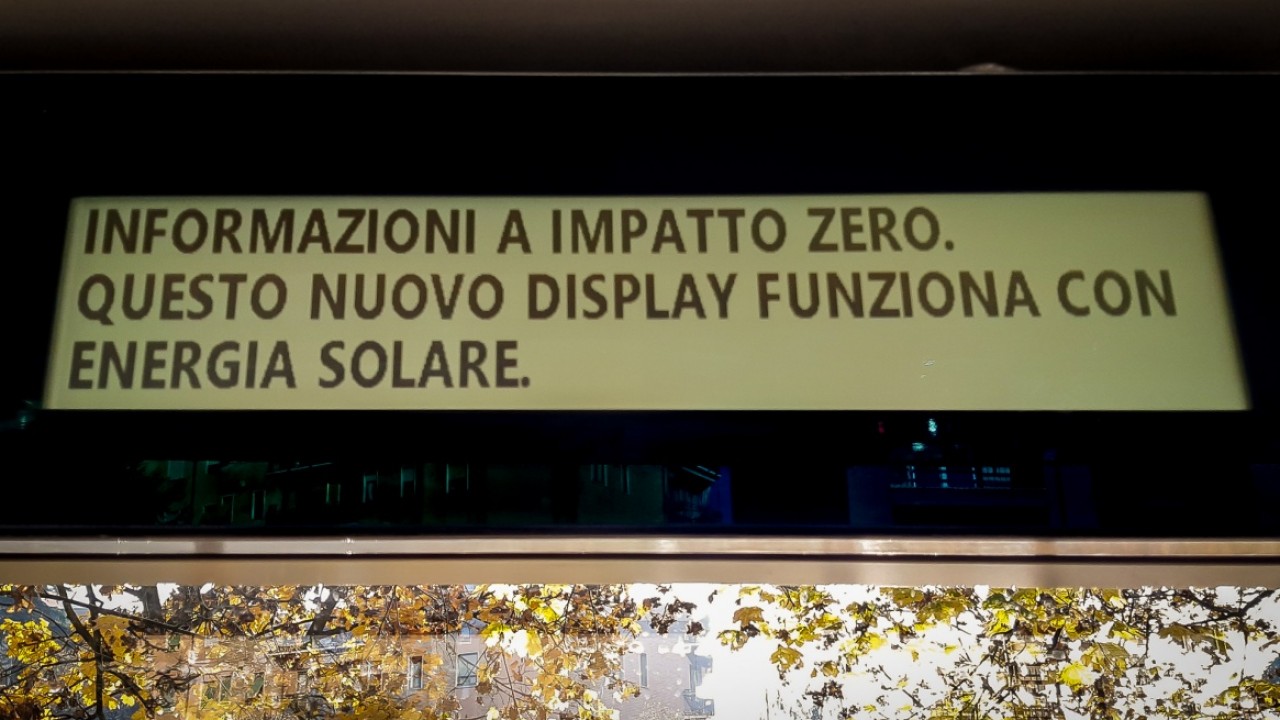 INFORMAZIONI A IMPATTO ZERO.
QUESTO NUOVO DISPLAY FUNZIONA CON
ENERGIA SOLARE.